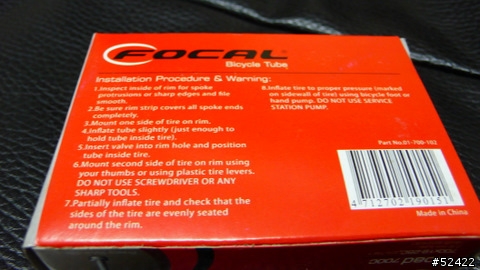 FOCAL
Bicycle Tube
Installation Procedure & Warning:
1.Inspect inside of rim for spoke
protrusions or sharp edges and file
smooth.
2.Be sure rim strip covers all spoke ends
completely.
3.Mount one side of tire on rim.
4.Inflate tube slightly (just enough to
hold tube inside tire).
5.Insert valve into rim hole and position
tube inside tire.
6.Mount second side of tire on rim using
your thumbs or using plastic tire levers.
DO NOT USE SCREWDRIVER OR ANY
SHARP TOOLS.
7.Partially inflate tire and check that the
sides of the tire are evenly seated
around the rim.
8.Inflate tire to proper pressure (marked
on sidewall of tire) using bicycle foot or
hand pump. DO NOT USE SERVICE
STATION PUMP.
Part No.01-700-102
4 712702 190151
Made in China
#52422